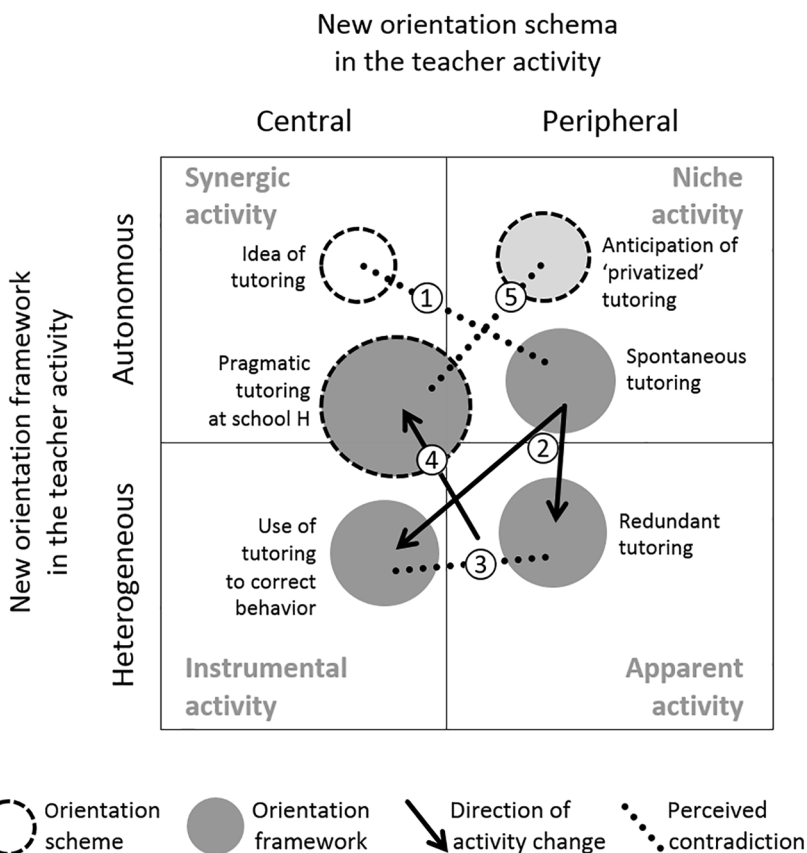 New orientation schema
in the teacher activity
Central
Peripheral
New orientation framework
in the teacher activity
Autonomous
Heterogeneous
Synergic
activity
Niche
activity
Idea of
tutoring
Anticipation of
‘privatized’
tutoring
1
5
Pragmatic
tutoring
at school H
Spontaneous
tutoring
2
4
Use of
tutoring
to correct
behavior
Redundant
tutoring
3
Instrumental
activity
Apparent
activity
Orientation
scheme
Orientation
framework
Direction of
activity change
Perceived
contradiction